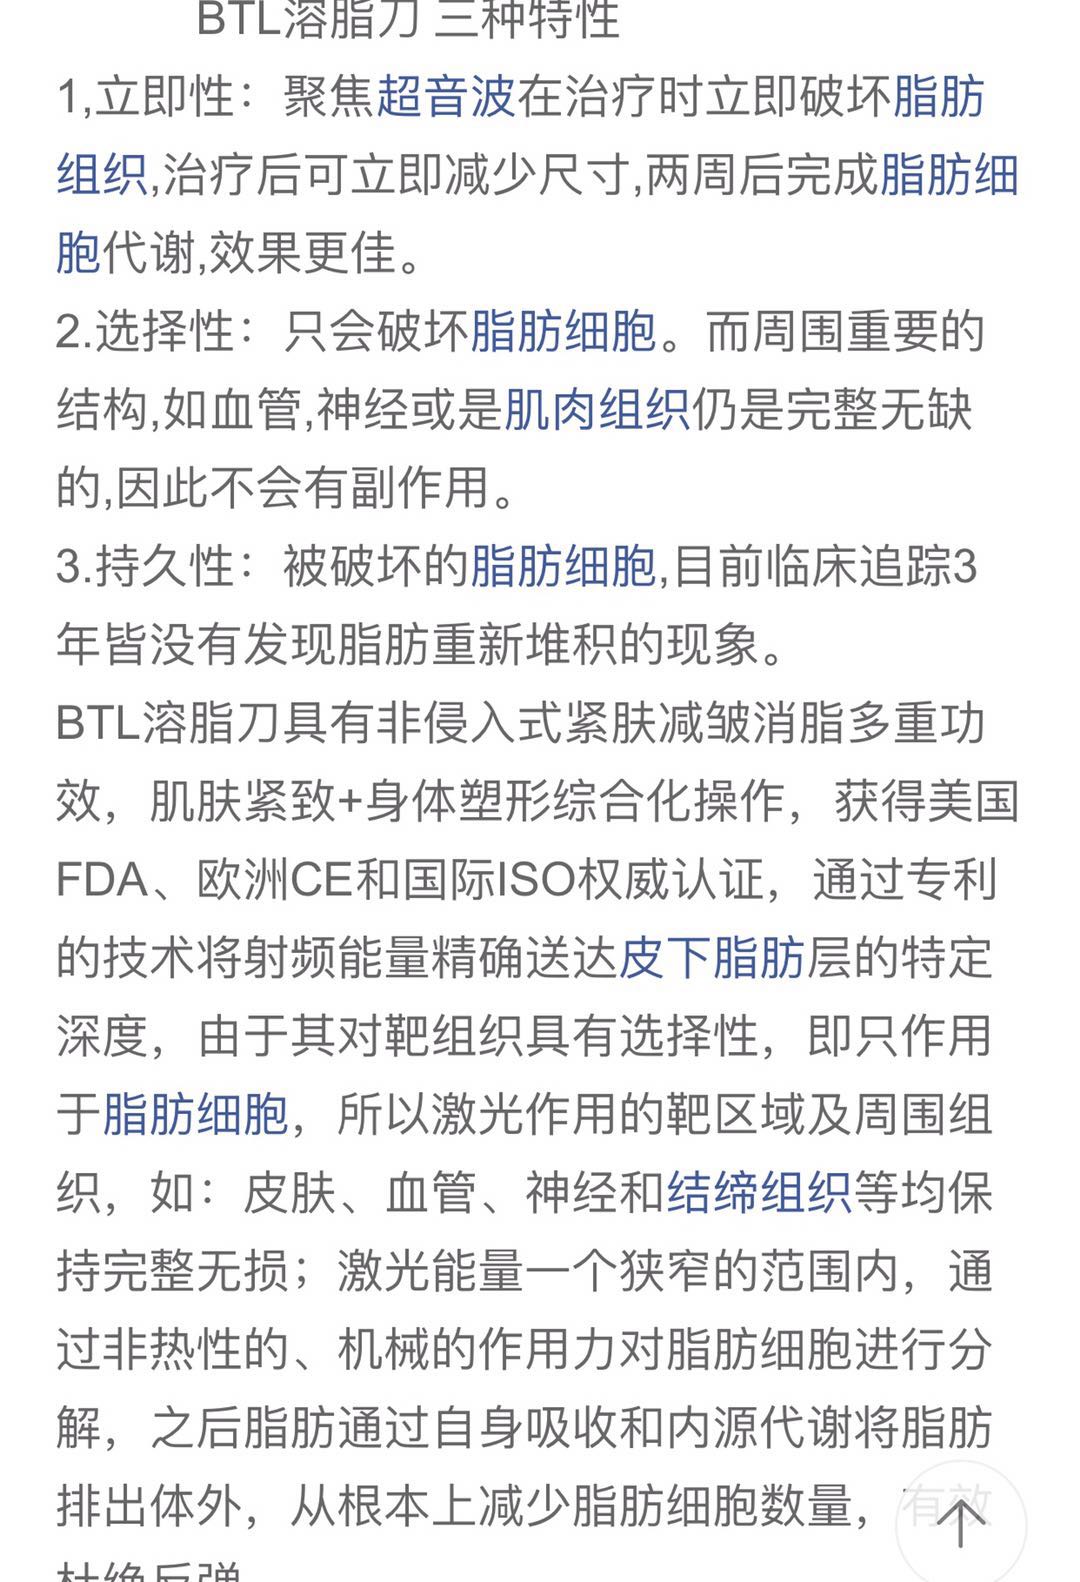 BTL溶脂刀 三种特性
1,立即性：聚焦超音波在治疗时立即破坏脂肪
组织,治疗后可立即减少尺寸,两周后完成脂肪细
胞代谢,效果更佳。
2.选择性：只会破坏脂肪细胞。而周围重要的
结构,如血管,神经或是肌肉组织仍是完整无缺
的,因此不会有副作用。
3.持久性：被破坏的脂肪细胞,目前临床追踪3
年皆没有发现脂肪重新堆积的现象。
BTL溶脂刀具有非侵入式紧肤减皱消脂多重功
效，肌肤紧致+身体塑形综合化操作，获得美国
FDA、欧洲CE和国际ISO权威认证，通过专利
的技术将射频能量精确送达皮下脂肪层的特定
深度，由于其对靶组织具有选择性，即只作用
于脂肪细胞，所以激光作用的靶区域及周围组
织，如：皮肤、血管、神经和结缔组织等均保
持完整无损；激光能量一个狭窄的范围内，通
过非热性的、机械的作用力对脂肪细胞进行分
解，之后脂肪通过自身吸收和内源代谢将脂肪
排出体外，从根本上减少脂肪细胞数量，有效
杜绝反弹